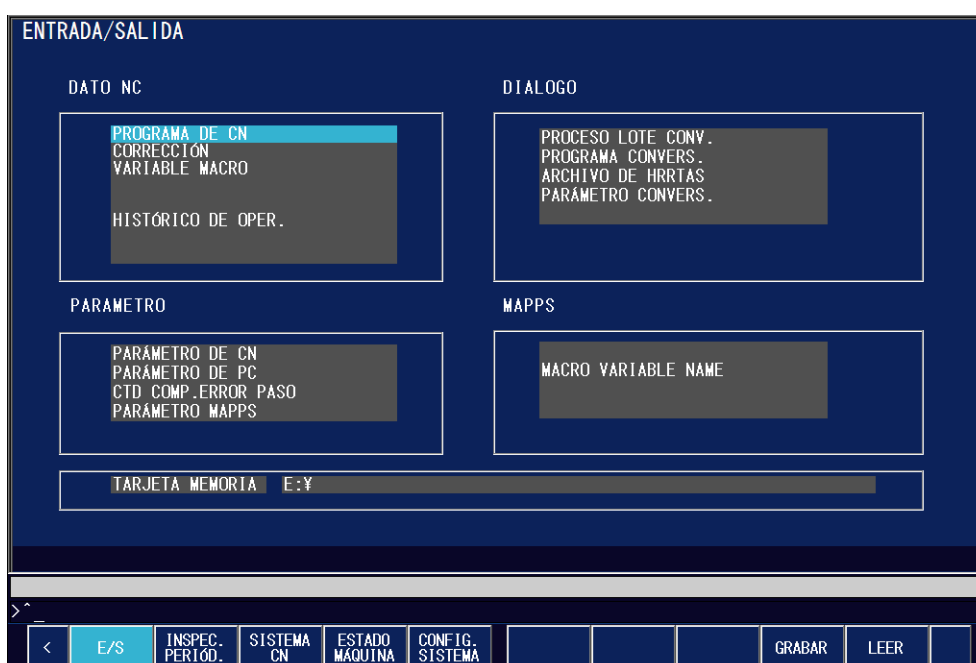 ENTRADA/SALIDA
DATO NC
PROGRAMA DE CN
CORRECCIÓN
VARIABLE MACRO
HISTÓRICO DE OPER.
DIALOGO
PROCESO LOTE CONV.
PROGRAMA CONVERS.
ARCHIVO DE HRRTAS
PARÁMETRO CONVERS.
PARAMETRO
PARÁMETRO DE CN
PARÁMETRO DE PC
CTD COMP.ERROR PASO
PARÁMETRO MAPPS
MAPPS
MACRO VARIABLE NAME
TARJETA MEMORIA E:¥
>^_
< E/S INSPEC. PERIÓD. SISTEMA CN ESTADO MÁQUINA CONFIG. SISTEMA GRABAR LEER